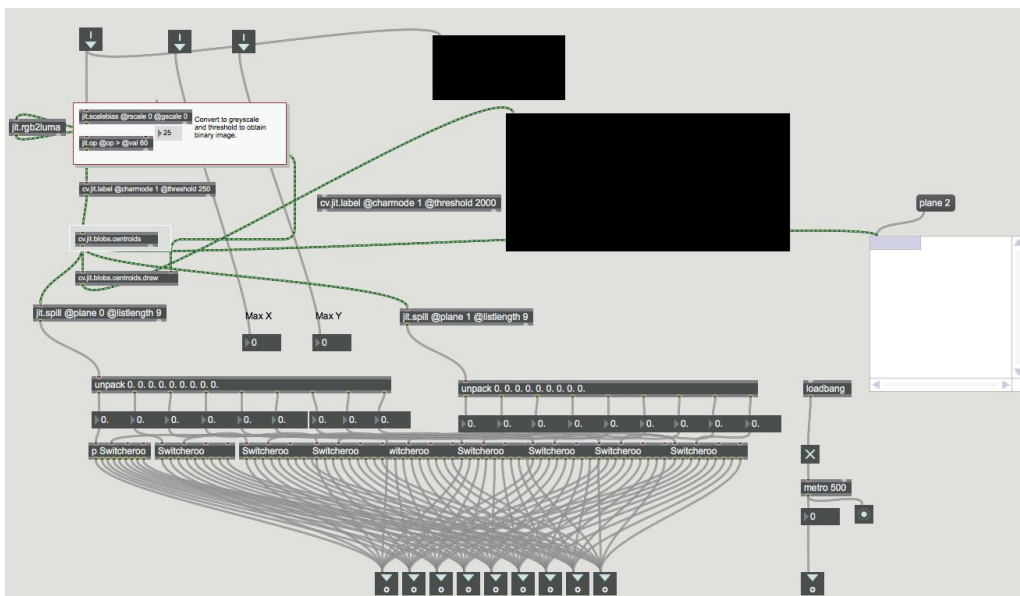 I
I
I
jit.scalebias @rscale 0 @gscale 0
Convert to greyscale
and threshold to obtain
binary image.
jit.rgb2luma
25
jit.op @op > @val 60
cv.jit.label @charmode 1 @threshold 250
cv.jit.label @charmode 1 @threshold 2000
plane 2
cv.jit.blobs.centroids
cv.jit.blobs.centroids.draw
jit.spill @plane 0 @listlength 9
Max X
Max Y
jit.spill @plane 1 @listlength 9
0
0
unpack 0. 0. 0. 0. 0. 0. 0. 0. 0.
unpack 0. 0. 0. 0. 0. 0. 0. 0. 0.
loadbang
0. 0. 0. 0. 0. 0. 0. 0. 0.
0. 0. 0. 0. 0. 0. 0. 0. 0.
p Switcheroo Switcheroo Switcheroo Switcheroo witcheroo Switcheroo Switcheroo Switcheroo Switcheroo
metro 500
0
o o o o o o o o o
o